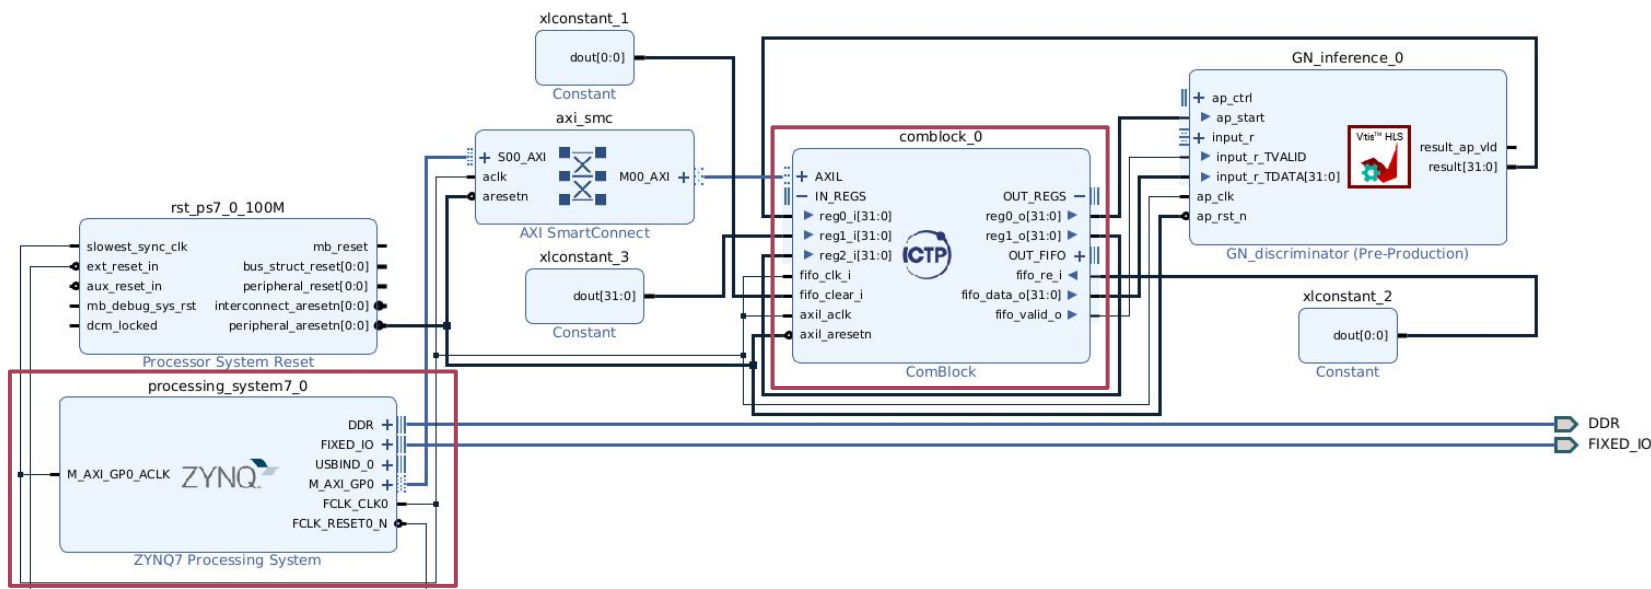 xlconstant_1
dout[0:0]
Constant
axi_smc
S00_AXI
aclk
aresetn
M00_AXI
AXI SmartConnect
rst_ps7_0_100M
slowest_sync_clk
ext_reset_in
aux_reset_in
mb_debug_sys_rst
dcm_locked
mb_reset
bus_struct_reset[0:0]
peripheral_reset[0:0]
interconnect_aresetn[0:0]
peripheral_aresetn[0:0]
Processor System Reset
xlconstant_3
dout[31:0]
Constant
processing_system7_0
M_AXI_GP0_ACLK
ZYNQ
DDR
FIXED_IO
USBIND_0
M_AXI_GP0
FCLK_CLK0
FCLK_RESET0_N
ZYNQ7 Processing System
comblock_0
AXIL
IN_REGS
reg0_i[31:0]
reg1_i[31:0]
reg2_i[31:0]
fifo_clk_i
fifo_clear_i
axil_aclk
axil_aresetn
ICTP
OUT_REGS
reg0_o[31:0]
reg1_o[31:0]
OUT_FIFO
fifo_re_i
fifo_data_o[31:0]
fifo_valid_o
ComBlock
GN_inference_0
ap_ctrl
ap_start
input_r
input_r_TVALID
input_r_TDATA[31:0]
ap_clk
ap_rst_n
Vitis™ HLS
result_ap_vld
result[31:0]
GN_discriminator (Pre-Production)
xlconstant_2
dout[0:0]
Constant
DDR
FIXED_IO